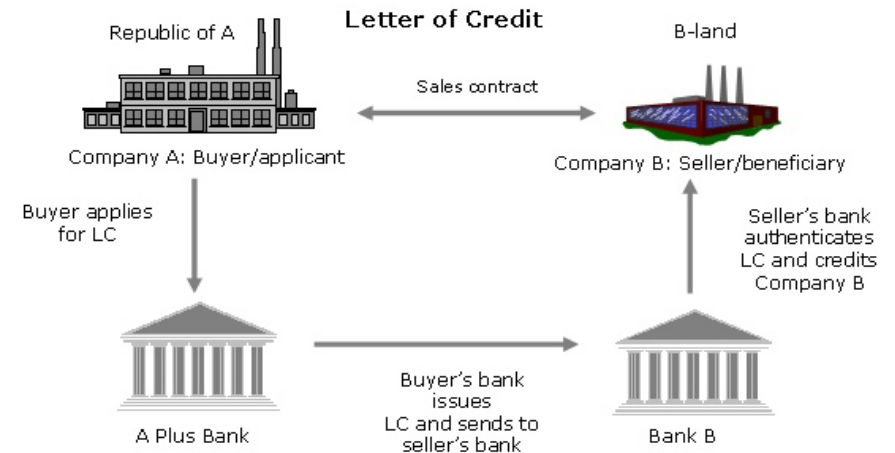 Letter of Credit
Republic of A
B-land
Sales contract
Company A: Buyer/applicant
Company B: Seller/beneficiary
Buyer applies
for LC
Seller's bank
authenticates
LC and credits
Company B
Buyer's bank
issues
LC and sends to
seller's bank
A Plus Bank
Bank B